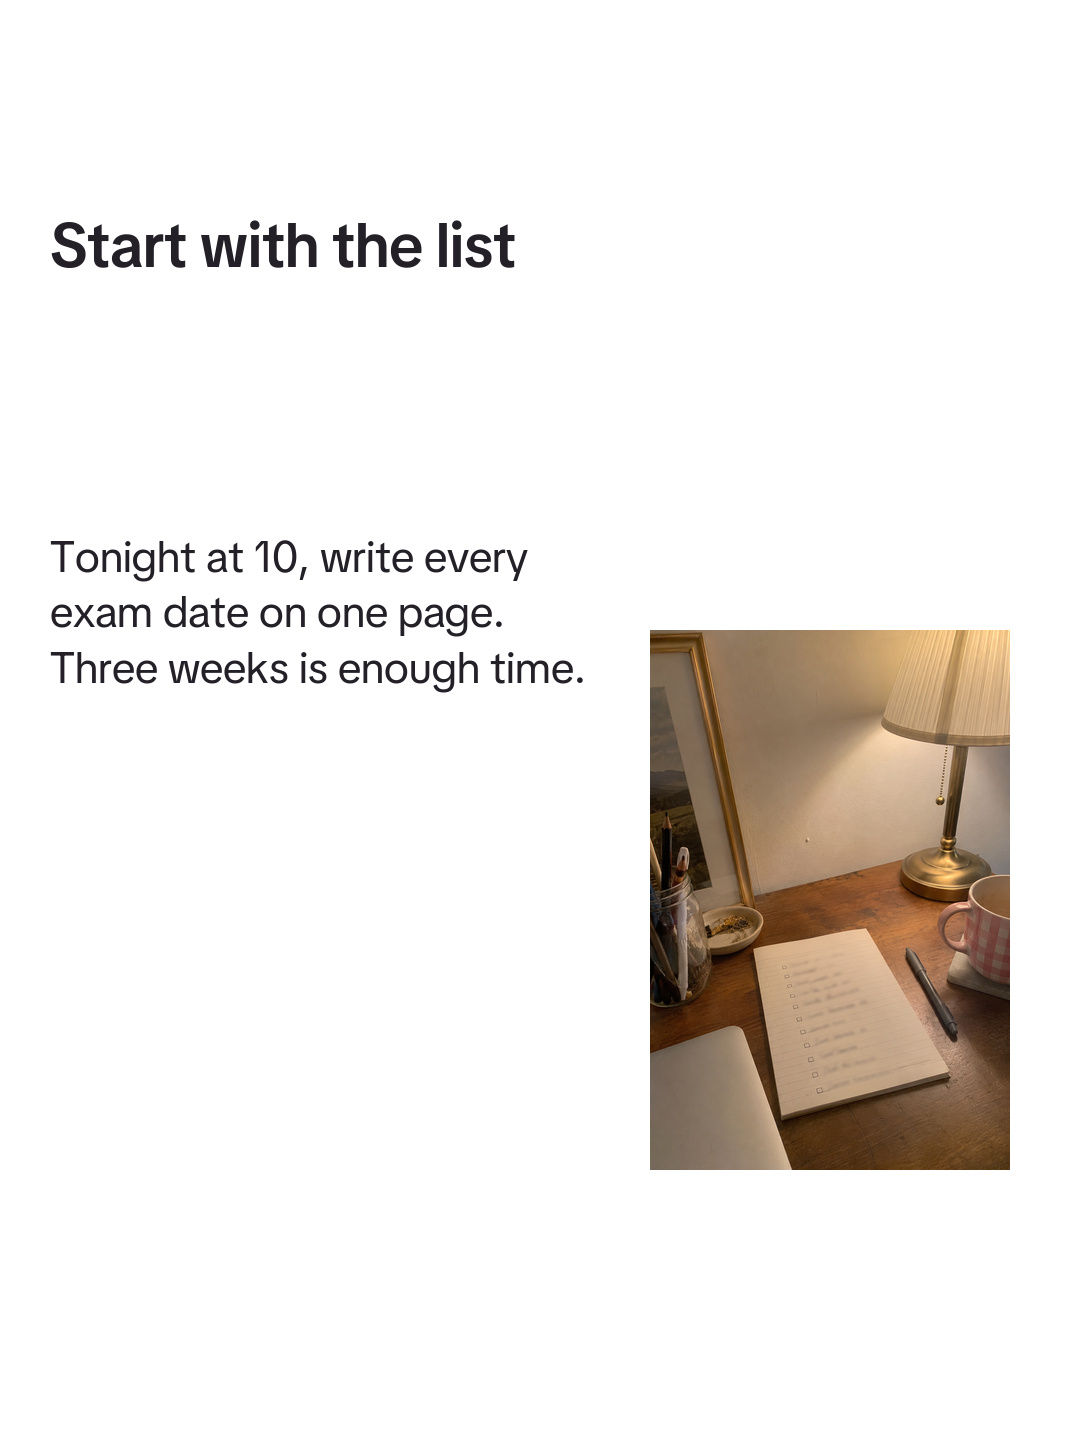 Start with the list
Tonight at 10, write every
exam date on one page.
Three weeks is enough time.